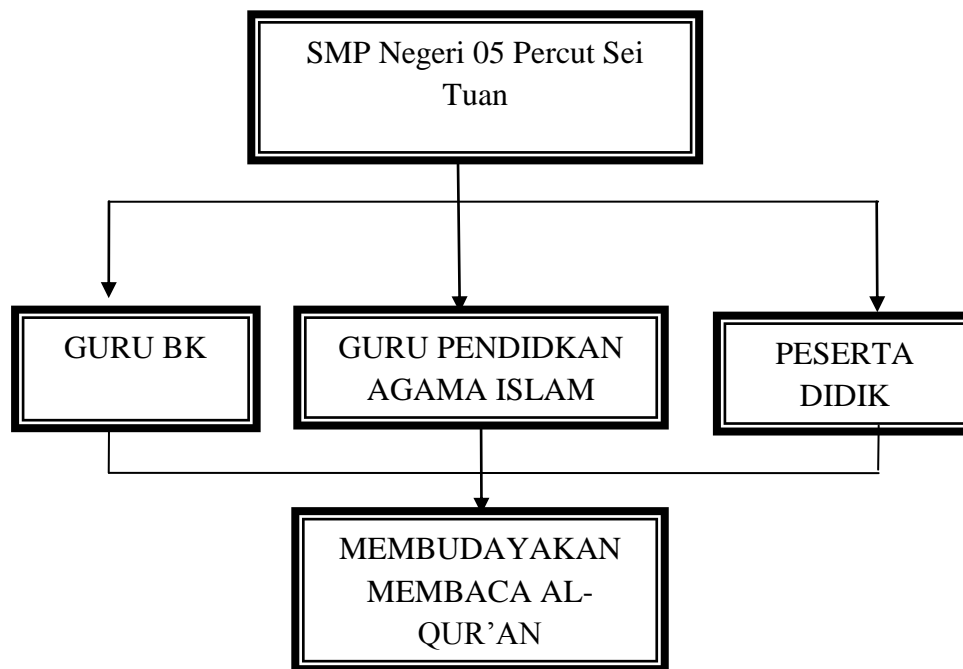 SMP Negeri 05 Percut Sei
Tuan
GURU BK
GURU PENDIDKAN
AGAMA ISLAM
PESERTA
DIDIK
MEMBUDAYAKAN
MEMBACA AL-
QUR’AN